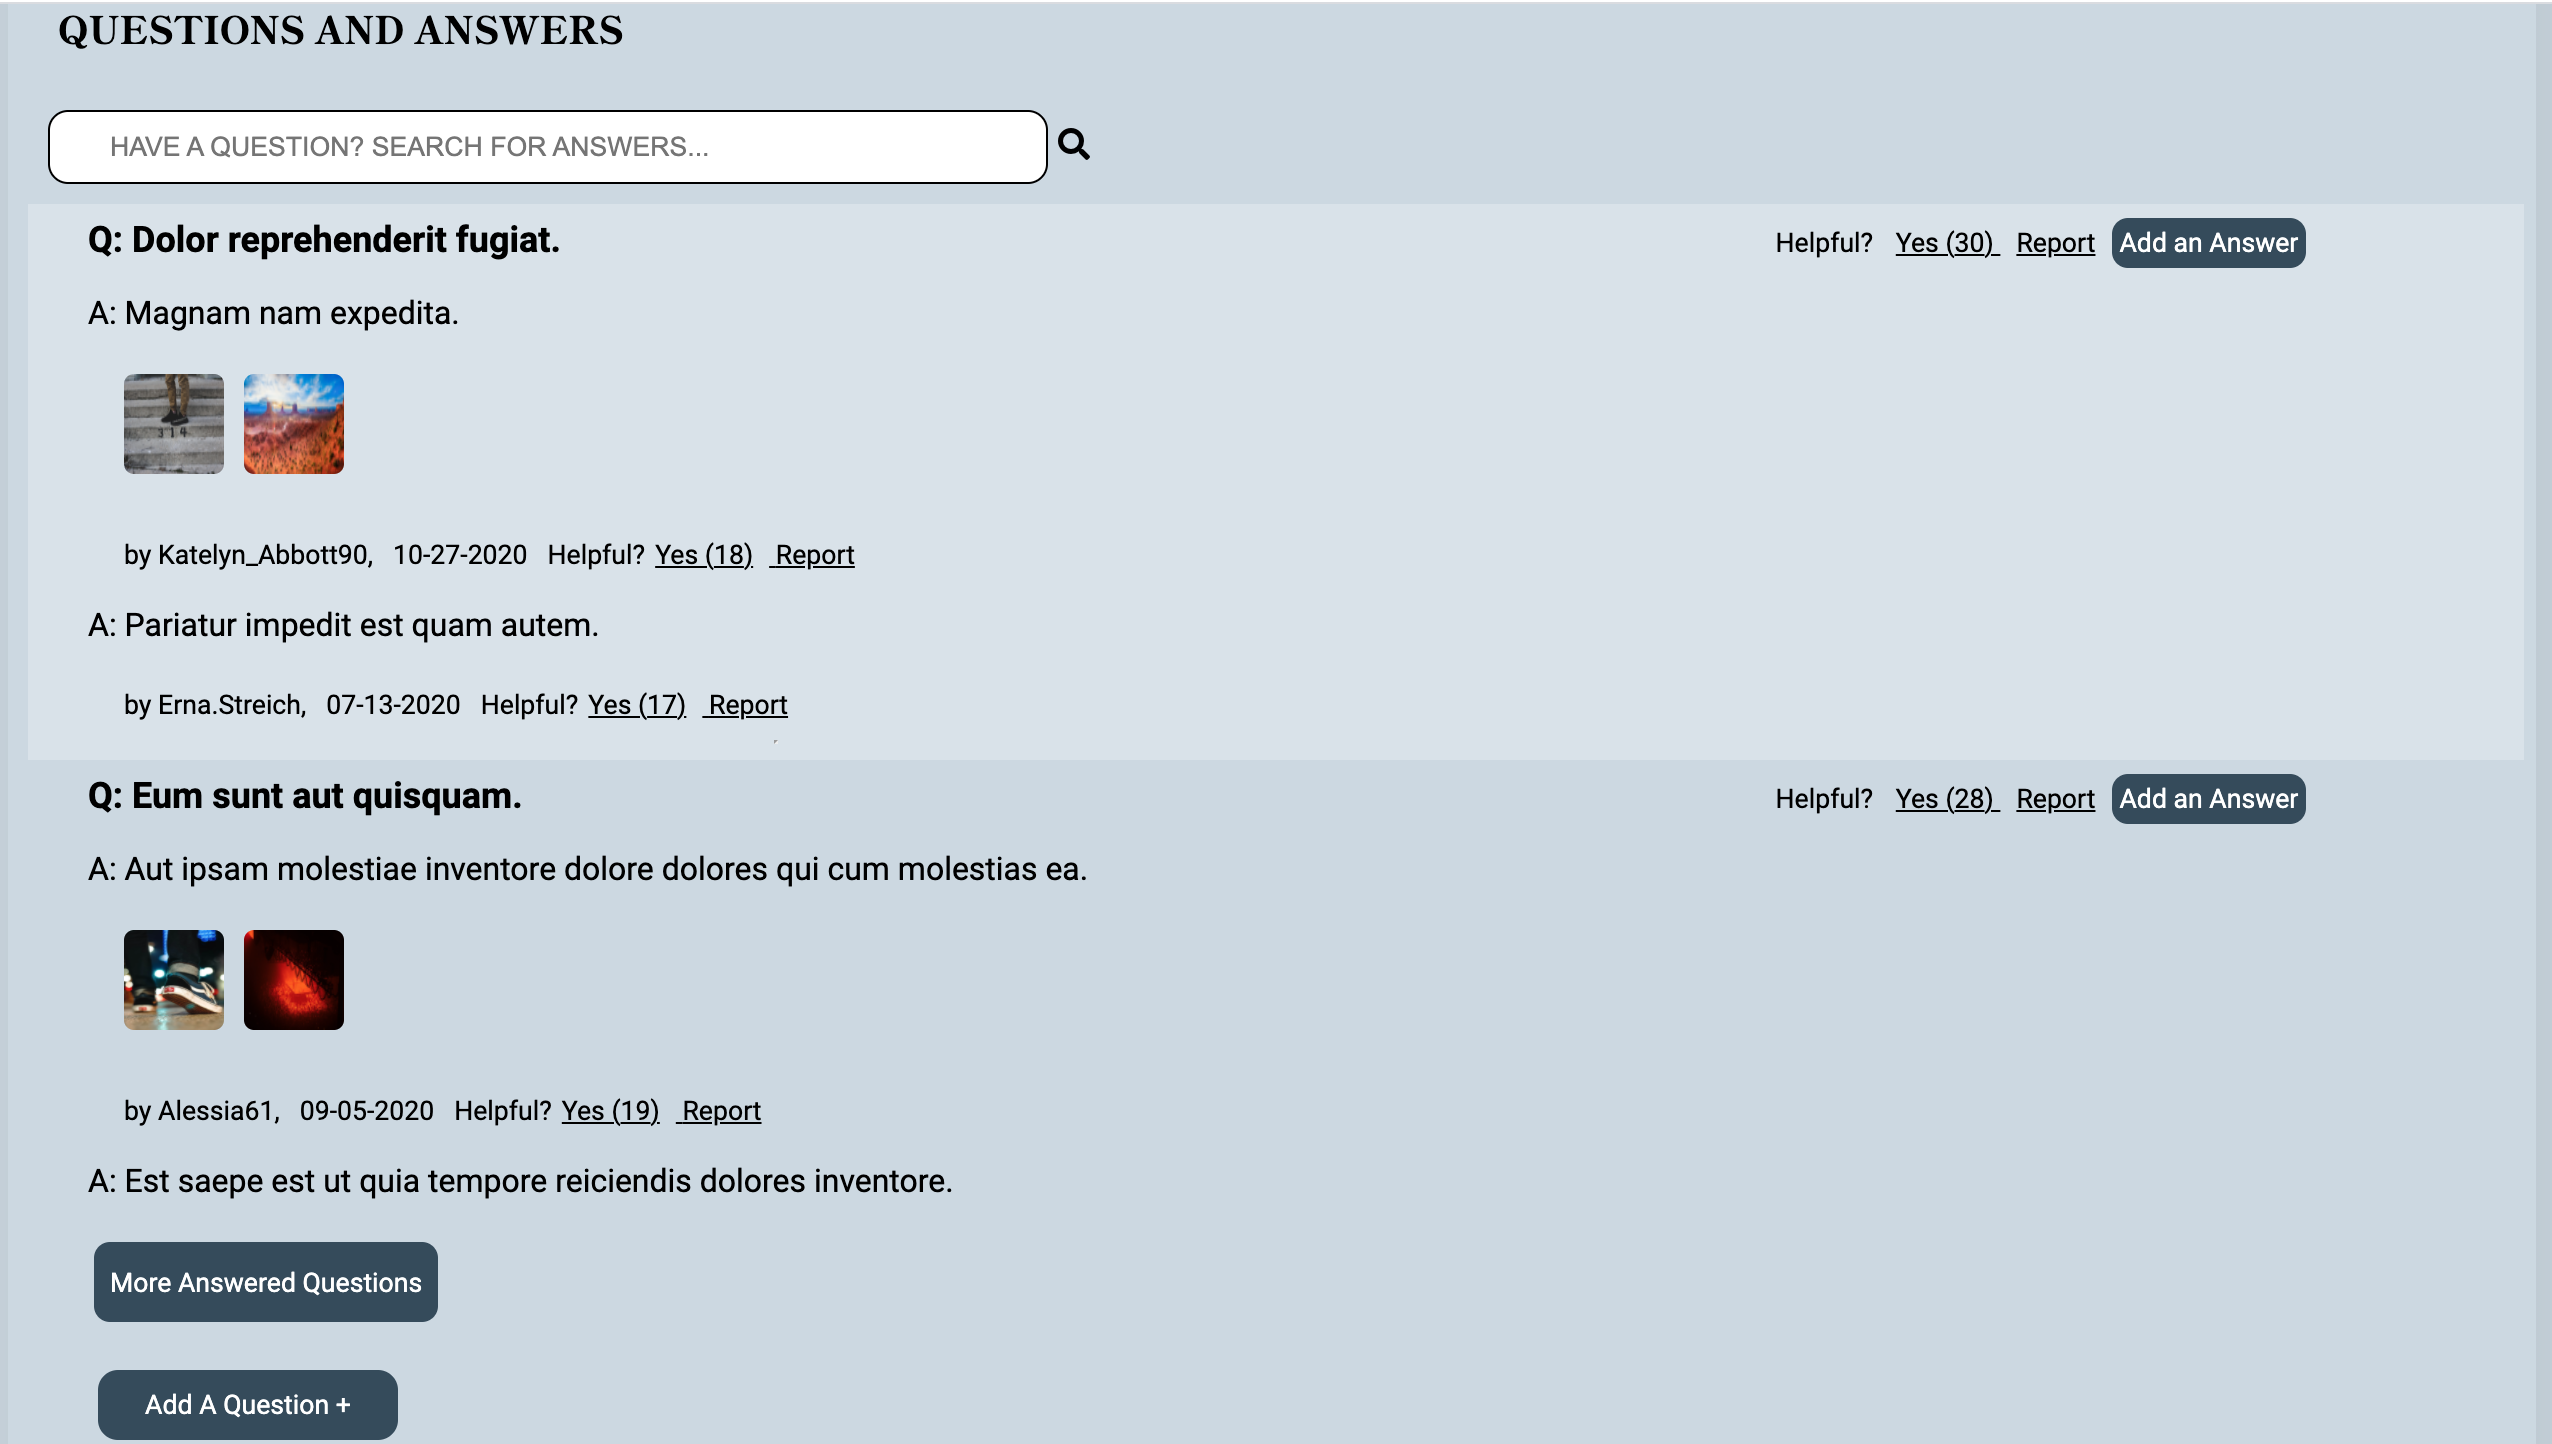 QUESTIONS AND ANSWERS
HAVE A QUESTION? SEARCH FOR ANSWERS...
Q: Dolor reprehenderit fugiat.
Helpful? Yes (30) Report Add an Answer
A: Magnam nam expedita.
314
by Katelyn_Abbott90, 10-27-2020 Helpful? Yes (18) Report
A: Pariatur impedit est quam autem.
by Erna.Streich, 07-13-2020 Helpful? Yes (17) Report
Q: Eum sunt aut quisquam.
Helpful? Yes (28) Report Add an Answer
A: Aut ipsam molestiae inventore dolore dolores qui cum molestias ea.
by Alessia61, 09-05-2020 Helpful? Yes (19) Report
A: Est saepe est ut quia tempore reiciendis dolores inventore.
More Answered Questions
Add A Question +